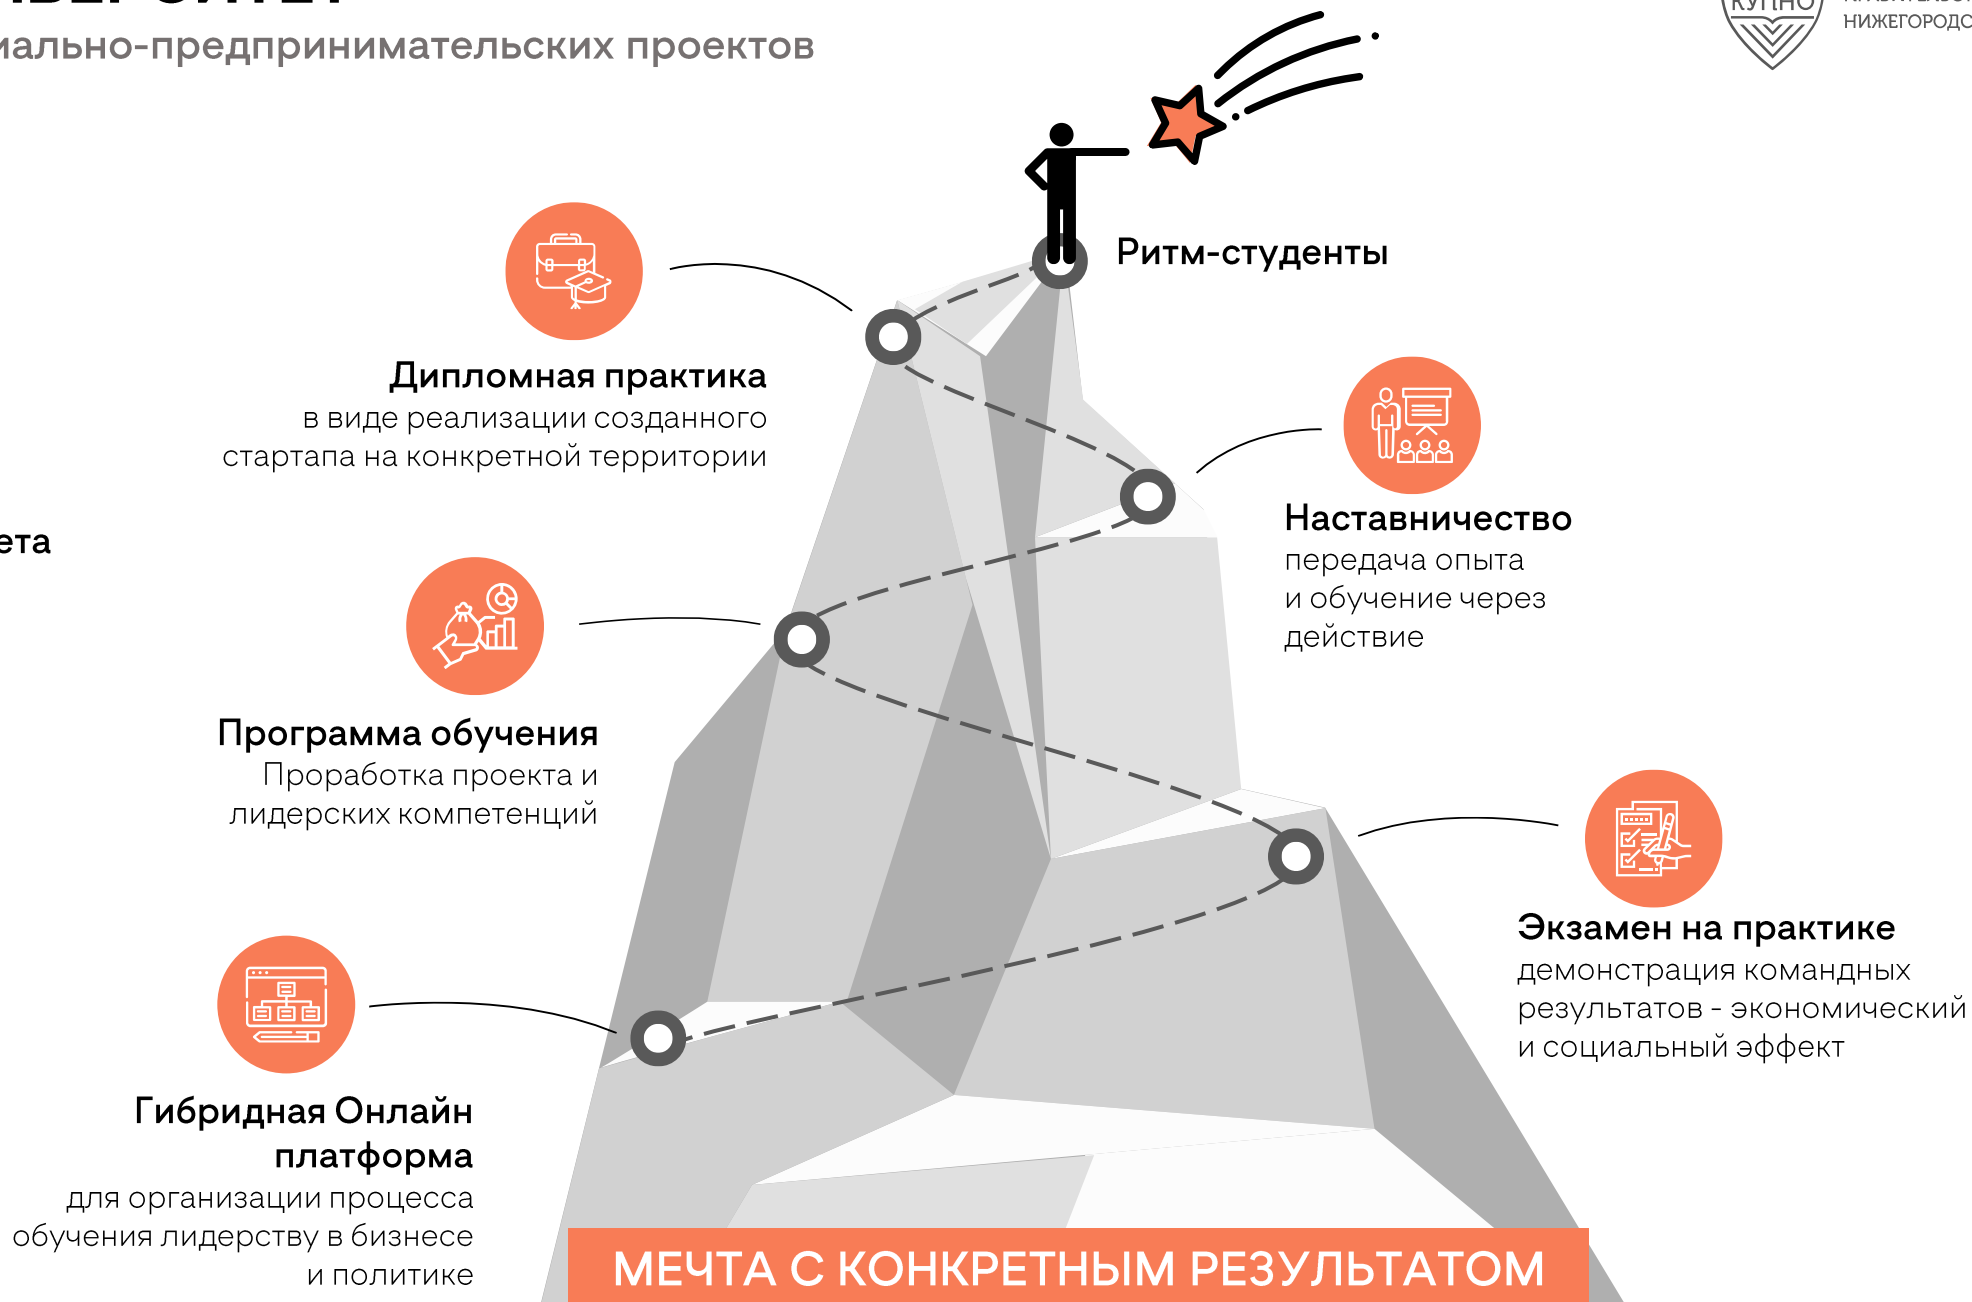 социально-предпринимательских проектов
КУПНО
НИЖЕГОРОДС
Ритм-студенты
Дипломная практика
в виде реализации созданного
стартапа на конкретной территории
Наставничество
передача опыта
и обучение через
действие
ета
Программа обучения
Проработка проекта и
лидерских компетенций
Экзамен на практике
демонстрация командных
результатов - экономический
и социальный эффект
Гибридная Онлайн
платформа
для организации процесса
обучения лидерству в бизнесе
и политике
МЕЧТА С КОНКРЕТНЫМ РЕЗУЛЬТАТОМ